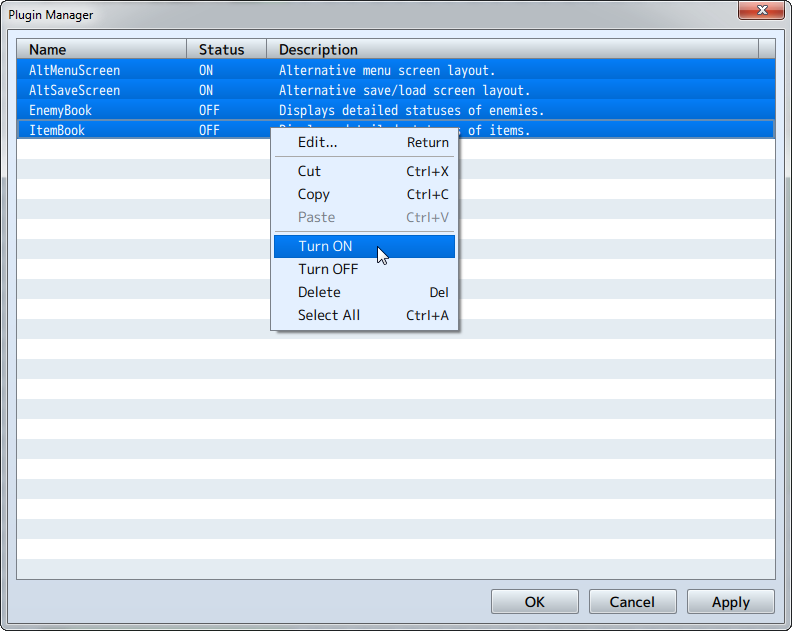 Plugin Manager
Name Status Description
AltMenuScreen ON Alternative menu screen layout.
AltSaveScreen ON Alternative save/load screen layout.
EnemyBook OFF Displays detailed statuses of enemies.
ItemBook OFF of items.
Edit... Return
Cut Ctrl+X
Copy Ctrl+C
Paste Ctrl+V
Turn ON
Turn OFF
Delete Del
Select All Ctrl+A
OK Cancel Apply